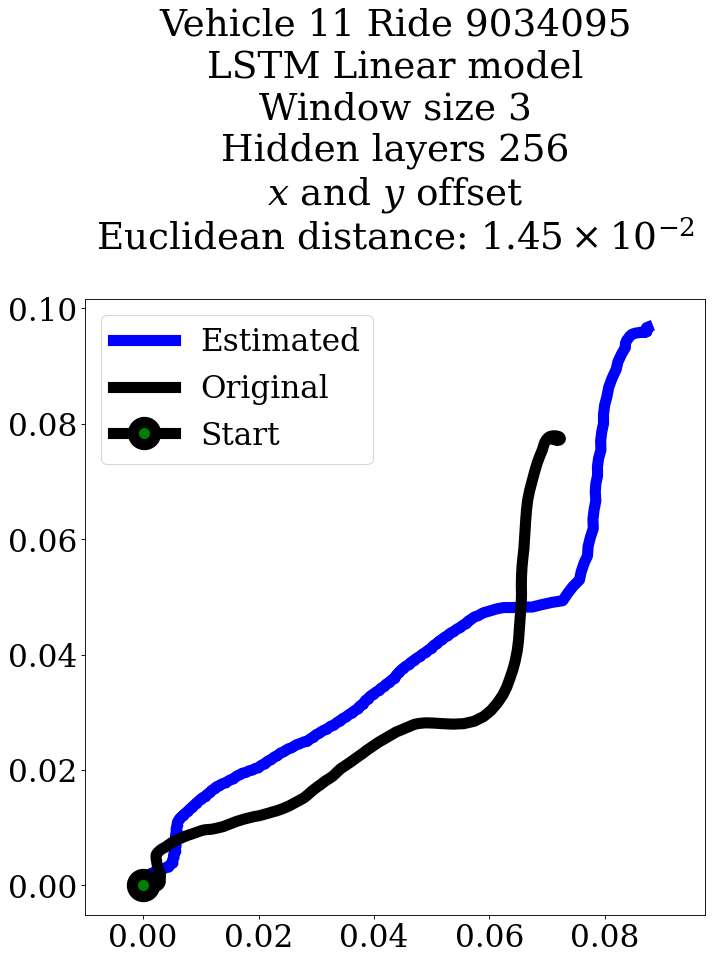 Vehicle 11 Ride 9034095
LSTM Linear model
Window size 3
Hidden layers 256
x and y offset
Euclidean distance: 1.45 × 10⁻²
0.10
0.08
0.06
0.04
0.02
0.00
Estimated
Original
Start
0.00 0.02 0.04 0.06 0.08